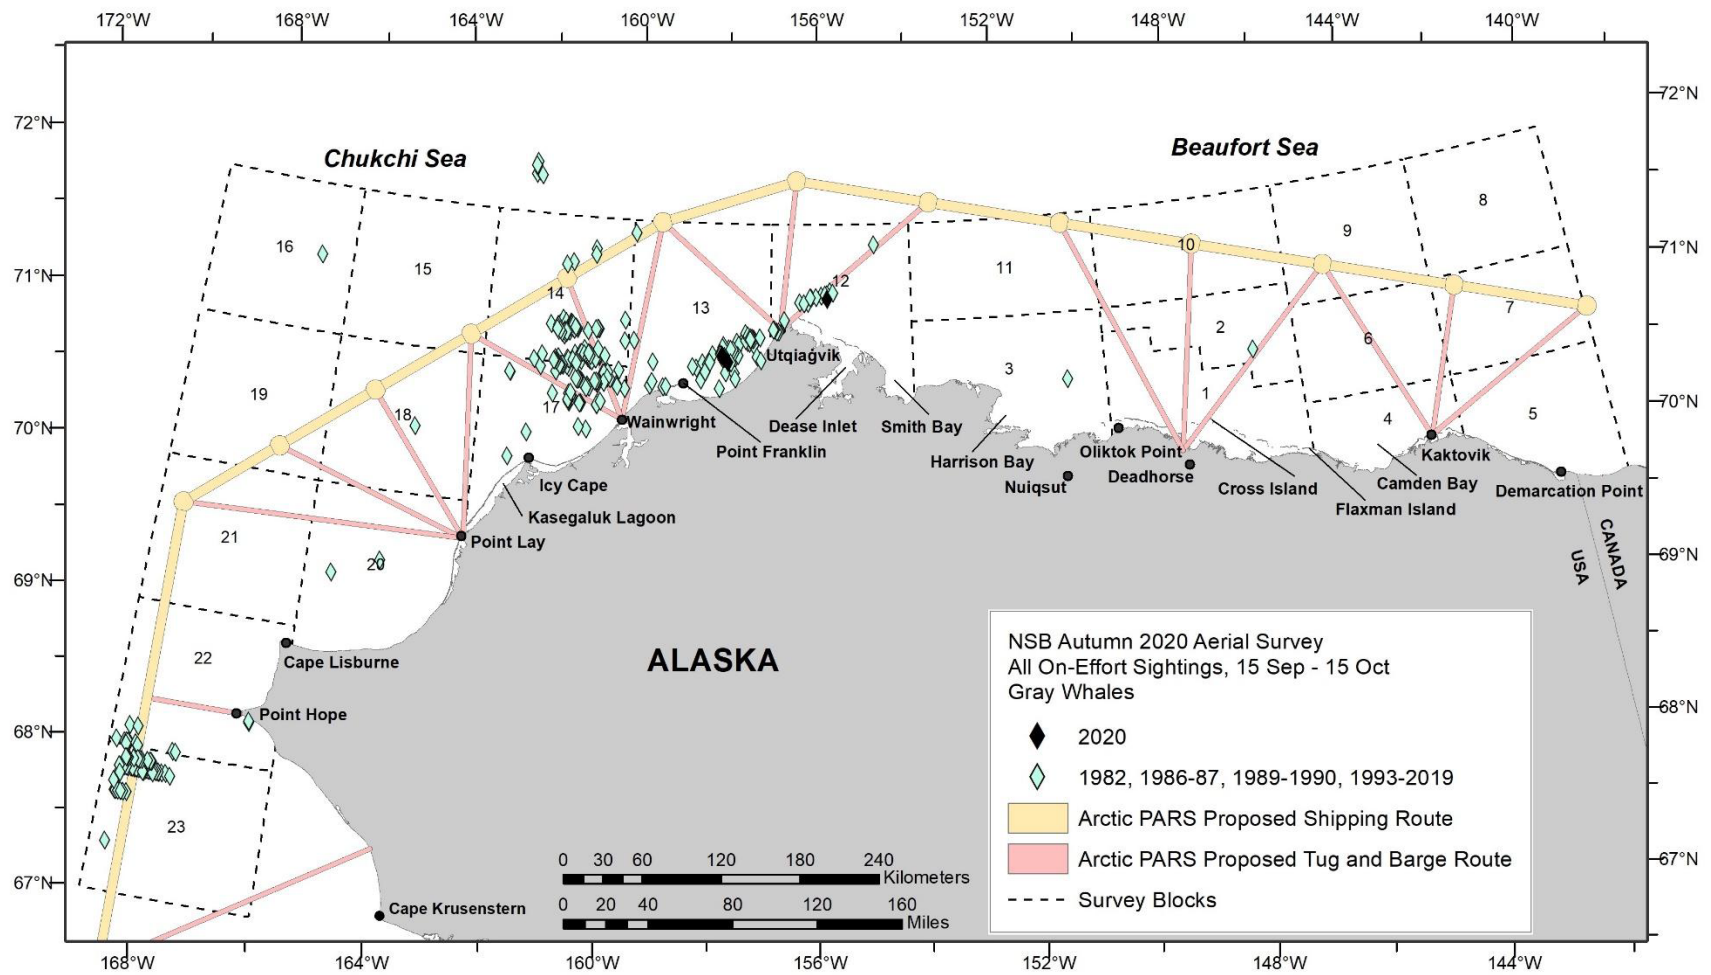 172°W 168°W 164°W 160°W 156°W 152°W 148°W 144°W 140°W
72°N
72°N
Chukchi Sea
Beaufort Sea
8
9
16
15
10
11
71°N
71°N
12
14
13
7
2
6
3
19
18
17
1
4
5
70°N
70°N
Utqiaġvik
Wainwright
Dease Inlet
Smith Bay
Point Franklin
Harrison Bay
Oliktok Point
Kaktovik
Nuiqsut
Deadhorse
Cross Island
Camden Bay
Demarcation Point
Flaxman Island
Icy Cape
Kasegaluk Lagoon
Point Lay
21
20
69°N
69°N
USA
CANADA
22
Cape Lisburne
ALASKA
Point Hope
68°N
68°N
23
67°N
67°N
Cape Krusenstern
NSB Autumn 2020 Aerial Survey
All On-Effort Sightings, 15 Sep - 15 Oct
Gray Whales
2020
1982, 1986-87, 1989-1990, 1993-2019
Arctic PARS Proposed Shipping Route
Arctic PARS Proposed Tug and Barge Route
Survey Blocks
0 30 60 120 180 240
Kilometers
0 20 40 80 120 160
Miles
168°W 164°W 160°W 156°W 152°W 148°W 144°W